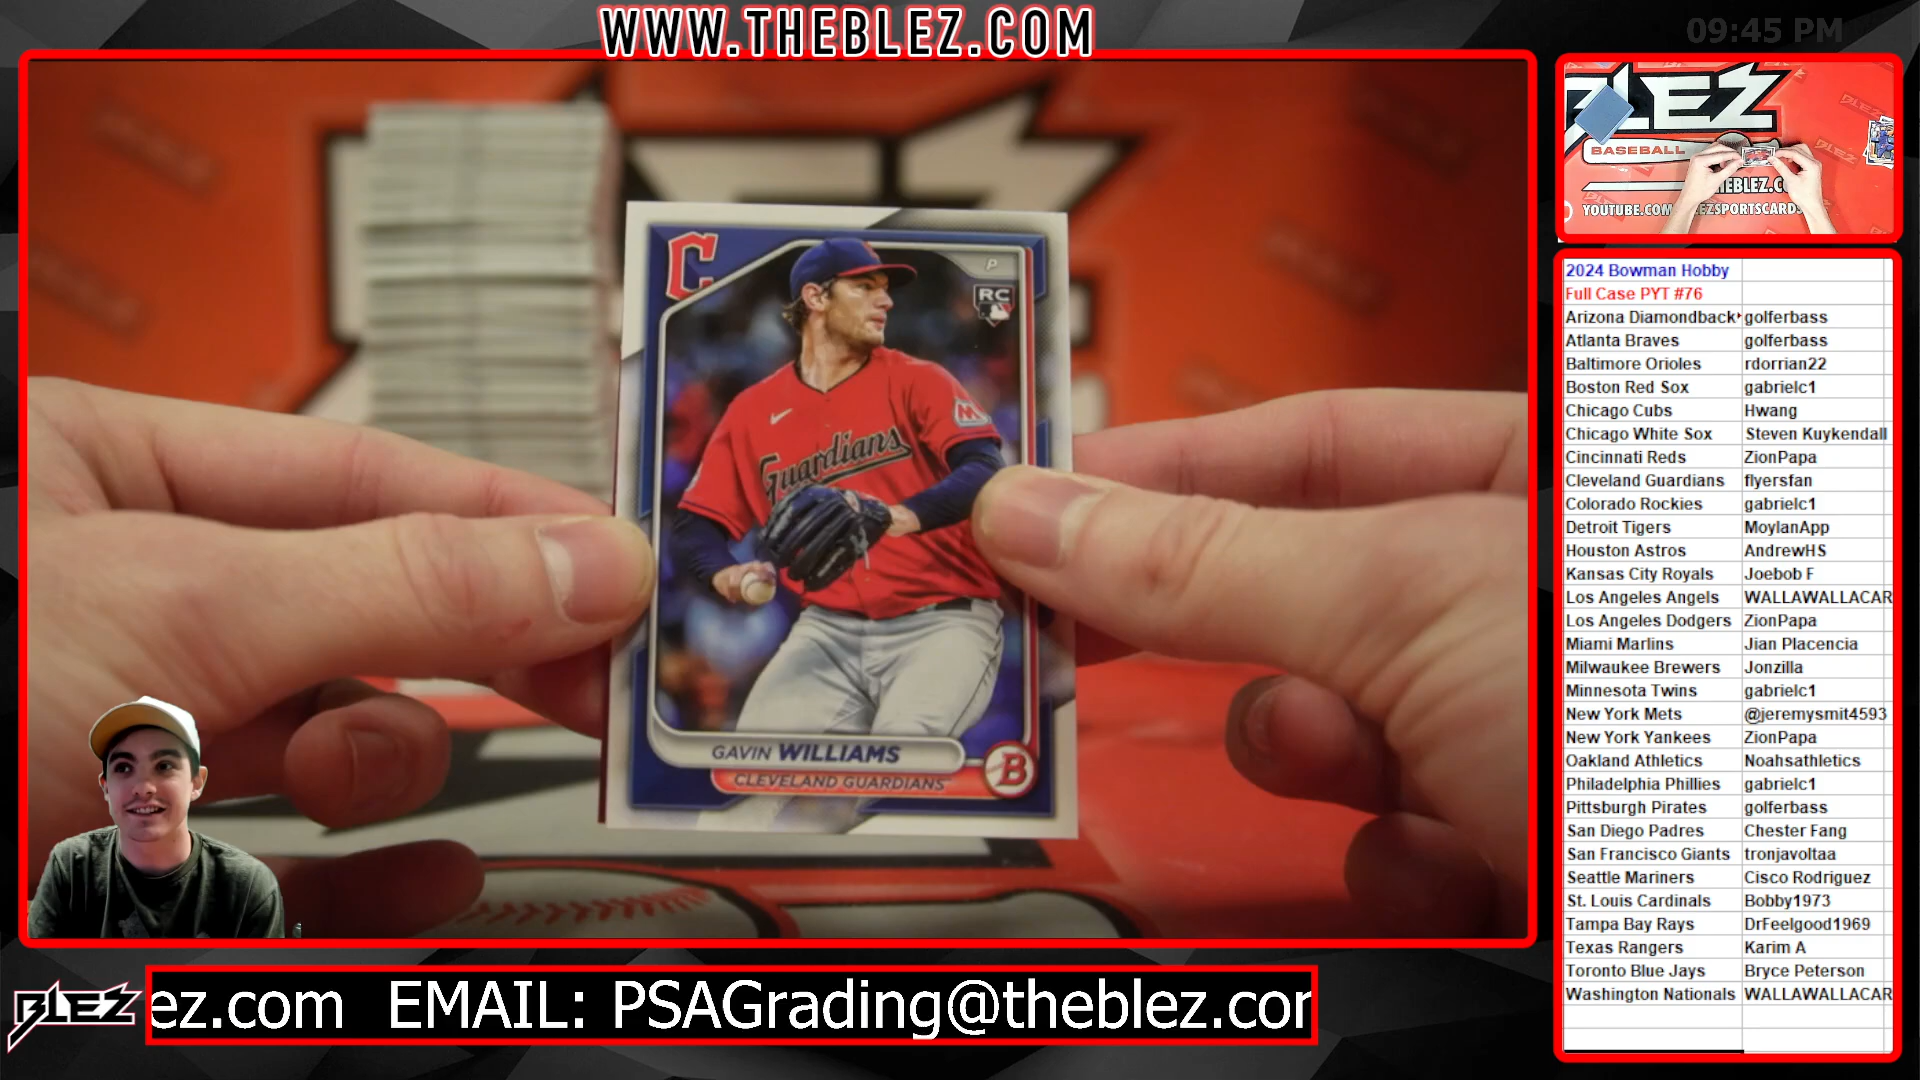 WWW.THEBLEZ.COM
09:45 PM
BLEZ
BASEBALL
YOUTUBE.COM
C
P
RC
Guardians
GAVIN WILLIAMS
CLEVELAND GUARDIANS
B
2024 Bowman Hobby
Full Case PYT #76
Arizona Diamondback golferbass
Atlanta Braves golferbass
Baltimore Orioles rdorrian22
Boston Red Sox gabrielc1
Chicago Cubs Hwang
Chicago White Sox Steven Kuykendall
Cincinnati Reds ZionPapa
Cleveland Guardians flyersfan
Colorado Rockies gabrielc1
Detroit Tigers MoylanApp
Houston Astros AndrewHS
Kansas City Royals Joebob F
Los Angeles Angels WALLAWALLACAR
Los Angeles Dodgers ZionPapa
Miami Marlins Jian Placencia
Milwaukee Brewers Jonzilla
Minnesota Twins gabrielc1
New York Mets @jeremysmit4593
New York Yankees ZionPapa
Oakland Athletics Noahsathletics
Philadelphia Phillies gabrielc1
Pittsburgh Pirates golferbass
San Diego Padres Chester Fang
San Francisco Giants tronjavoltaa
Seattle Mariners Cisco Rodriguez
St. Louis Cardinals Bobby1973
Tampa Bay Rays DrFeelgood1969
Texas Rangers Karim A
Toronto Blue Jays Bryce Peterson
Washington Nationals WALLAWALLACAR
BLEZ
ez.com EMAIL: PSAGrading@theblez.cor